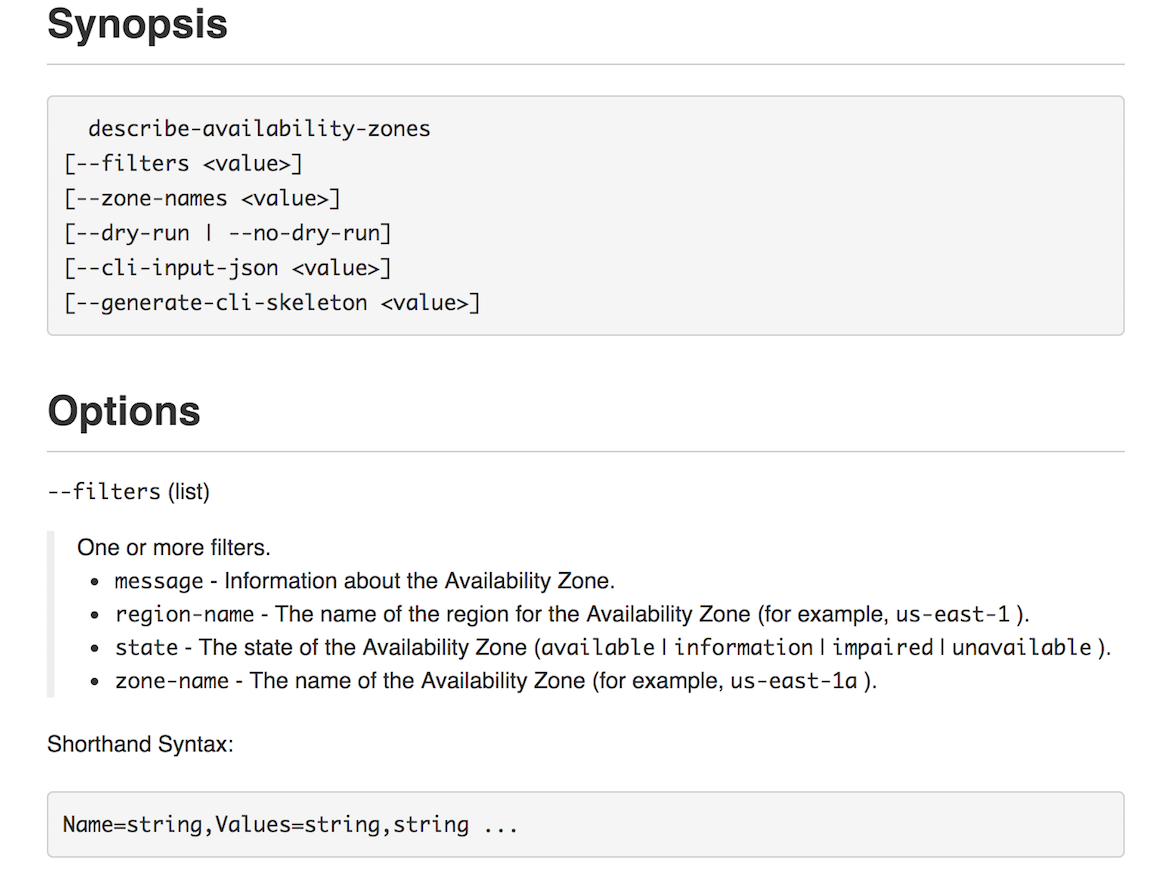 Synopsis
describe-availability-zones
[--filters <value>]
[--zone-names <value>]
[--dry-run | --no-dry-run]
[--cli-input-json <value>]
[--generate-cli-skeleton <value>]
Options
--filters (list)
One or more filters.
• message - Information about the Availability Zone.
• region-name - The name of the region for the Availability Zone (for example, us-east-1 ).
• state - The state of the Availability Zone (available | information | impaired | unavailable ).
• zone-name - The name of the Availability Zone (for example, us-east-1a ).
Shorthand Syntax:
Name=string,Values=string,string ...